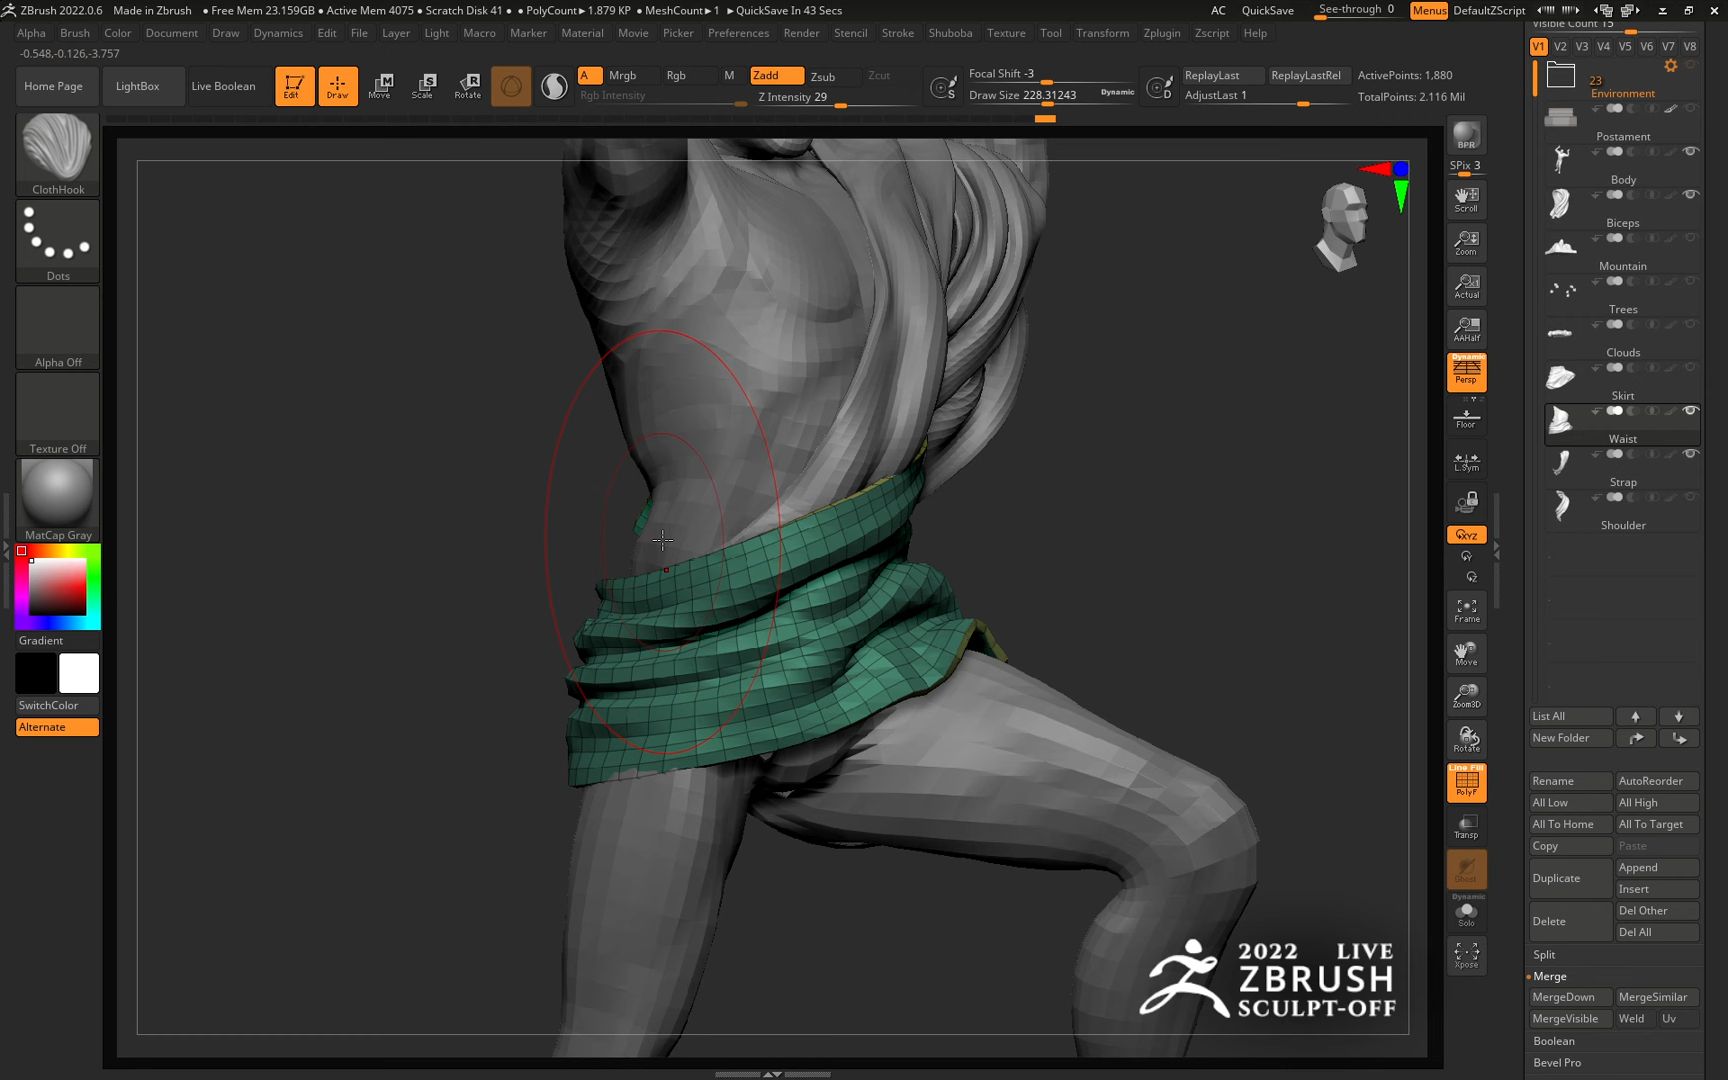 ZBrush 2022.0.6 Made in Zbrush • Free Mem 23.159GB • Active Mem 4075 • Scratch Disk 41 • • PolyCount ▸ 1.879 KP • MeshCount ▸ 1 ▸ QuickSave In 43 Secs
AC QuickSave See-through 0 Menus DefaultZScript
Alpha Brush Color Document Draw Dynamics Edit File Layer Light Macro Marker Material Movie Picker Preferences Render Stencil Stroke Shuboba Texture Tool Transform Zplugin Zscript Help
-0.548,-0.126,-3.757
Home Page LightBox Live Boolean
Edit Draw Move Scale Rotate
A Mrgb Rgb M Zadd Zsub Zcut
Rgb Intensity Z Intensity 29
S
Focal Shift -3
Draw Size 228.31243 Dynamic
D
ReplayLast ReplayLastRel
AdjustLast 1
ActivePoints: 1,880
TotalPoints: 2.116 Mil
ClothHook
Dots
Alpha Off
Texture Off
MatCap Gray
Gradient
SwitchColor
Alternate
BPR
SPix 3
Scroll
Zoom
Actual
AAHalf
Dynamic
Persp
Floor
L.Sym
XYZ
Y
Z
Frame
Move
Zoom3D
Rotate
Line Fill
PolyF
Transp
Ghost
Dynamic
Solo
Xpose
Visible Count 15
V1 V2 V3 V4 V5 V6 V7 V8
23
Environment
Postament
Body
Biceps
Mountain
Trees
Clouds
Skirt
Waist
Strap
Shoulder
List All
New Folder
Rename AutoReorder
All Low All High
All To Home All To Target
Copy Paste
Duplicate Append
Insert
Delete Del Other
Del All
Split
Merge
MergeDown MergeSimilar
MergeVisible Weld Uv
Boolean
Bevel Pro
2022 LIVE
ZBRUSH
SCULPT-OFF